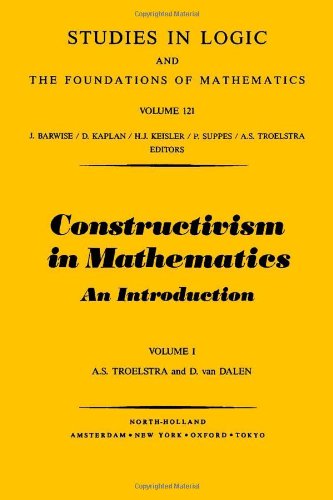 STUDIES IN LOGIC
AND
THE FOUNDATIONS OF MATHEMATICS
VOLUME 121
J. BARWISE / D. KAPLAN / H.J. KEISLER / P. SUPPES / A.S. TROELSTRA
EDITORS
Constructivism
in Mathematics
An Introduction
VOLUME I
A.S. TROELSTRA and D. van DALEN
NORTH-HOLLAND
AMSTERDAM • NEW YORK • OXFORD • TOKYO